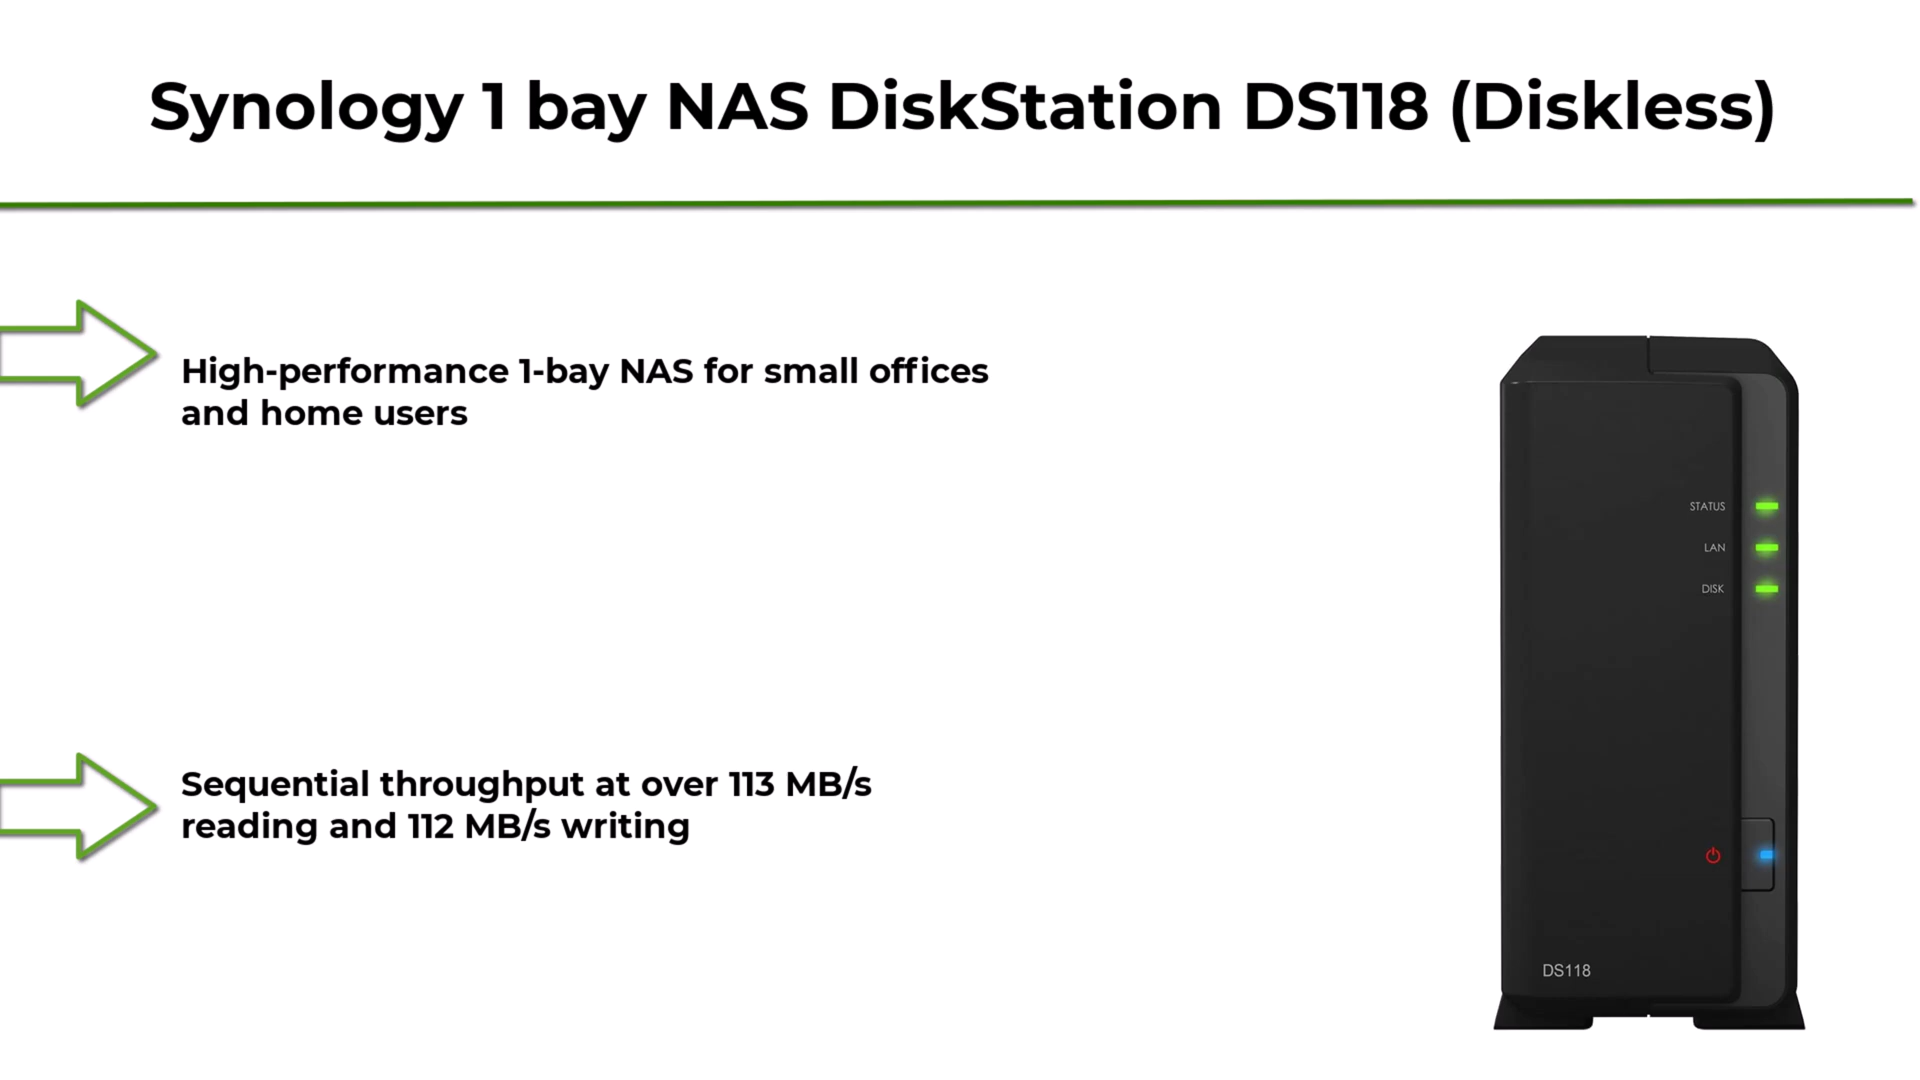 Synology 1 bay NAS DiskStation DS118 (Diskless)
High-performance 1-bay NAS for small offices
and home users
Sequential throughput at over 113 MB/s
reading and 112 MB/s writing
STATUS
LAN
DISK
DS118